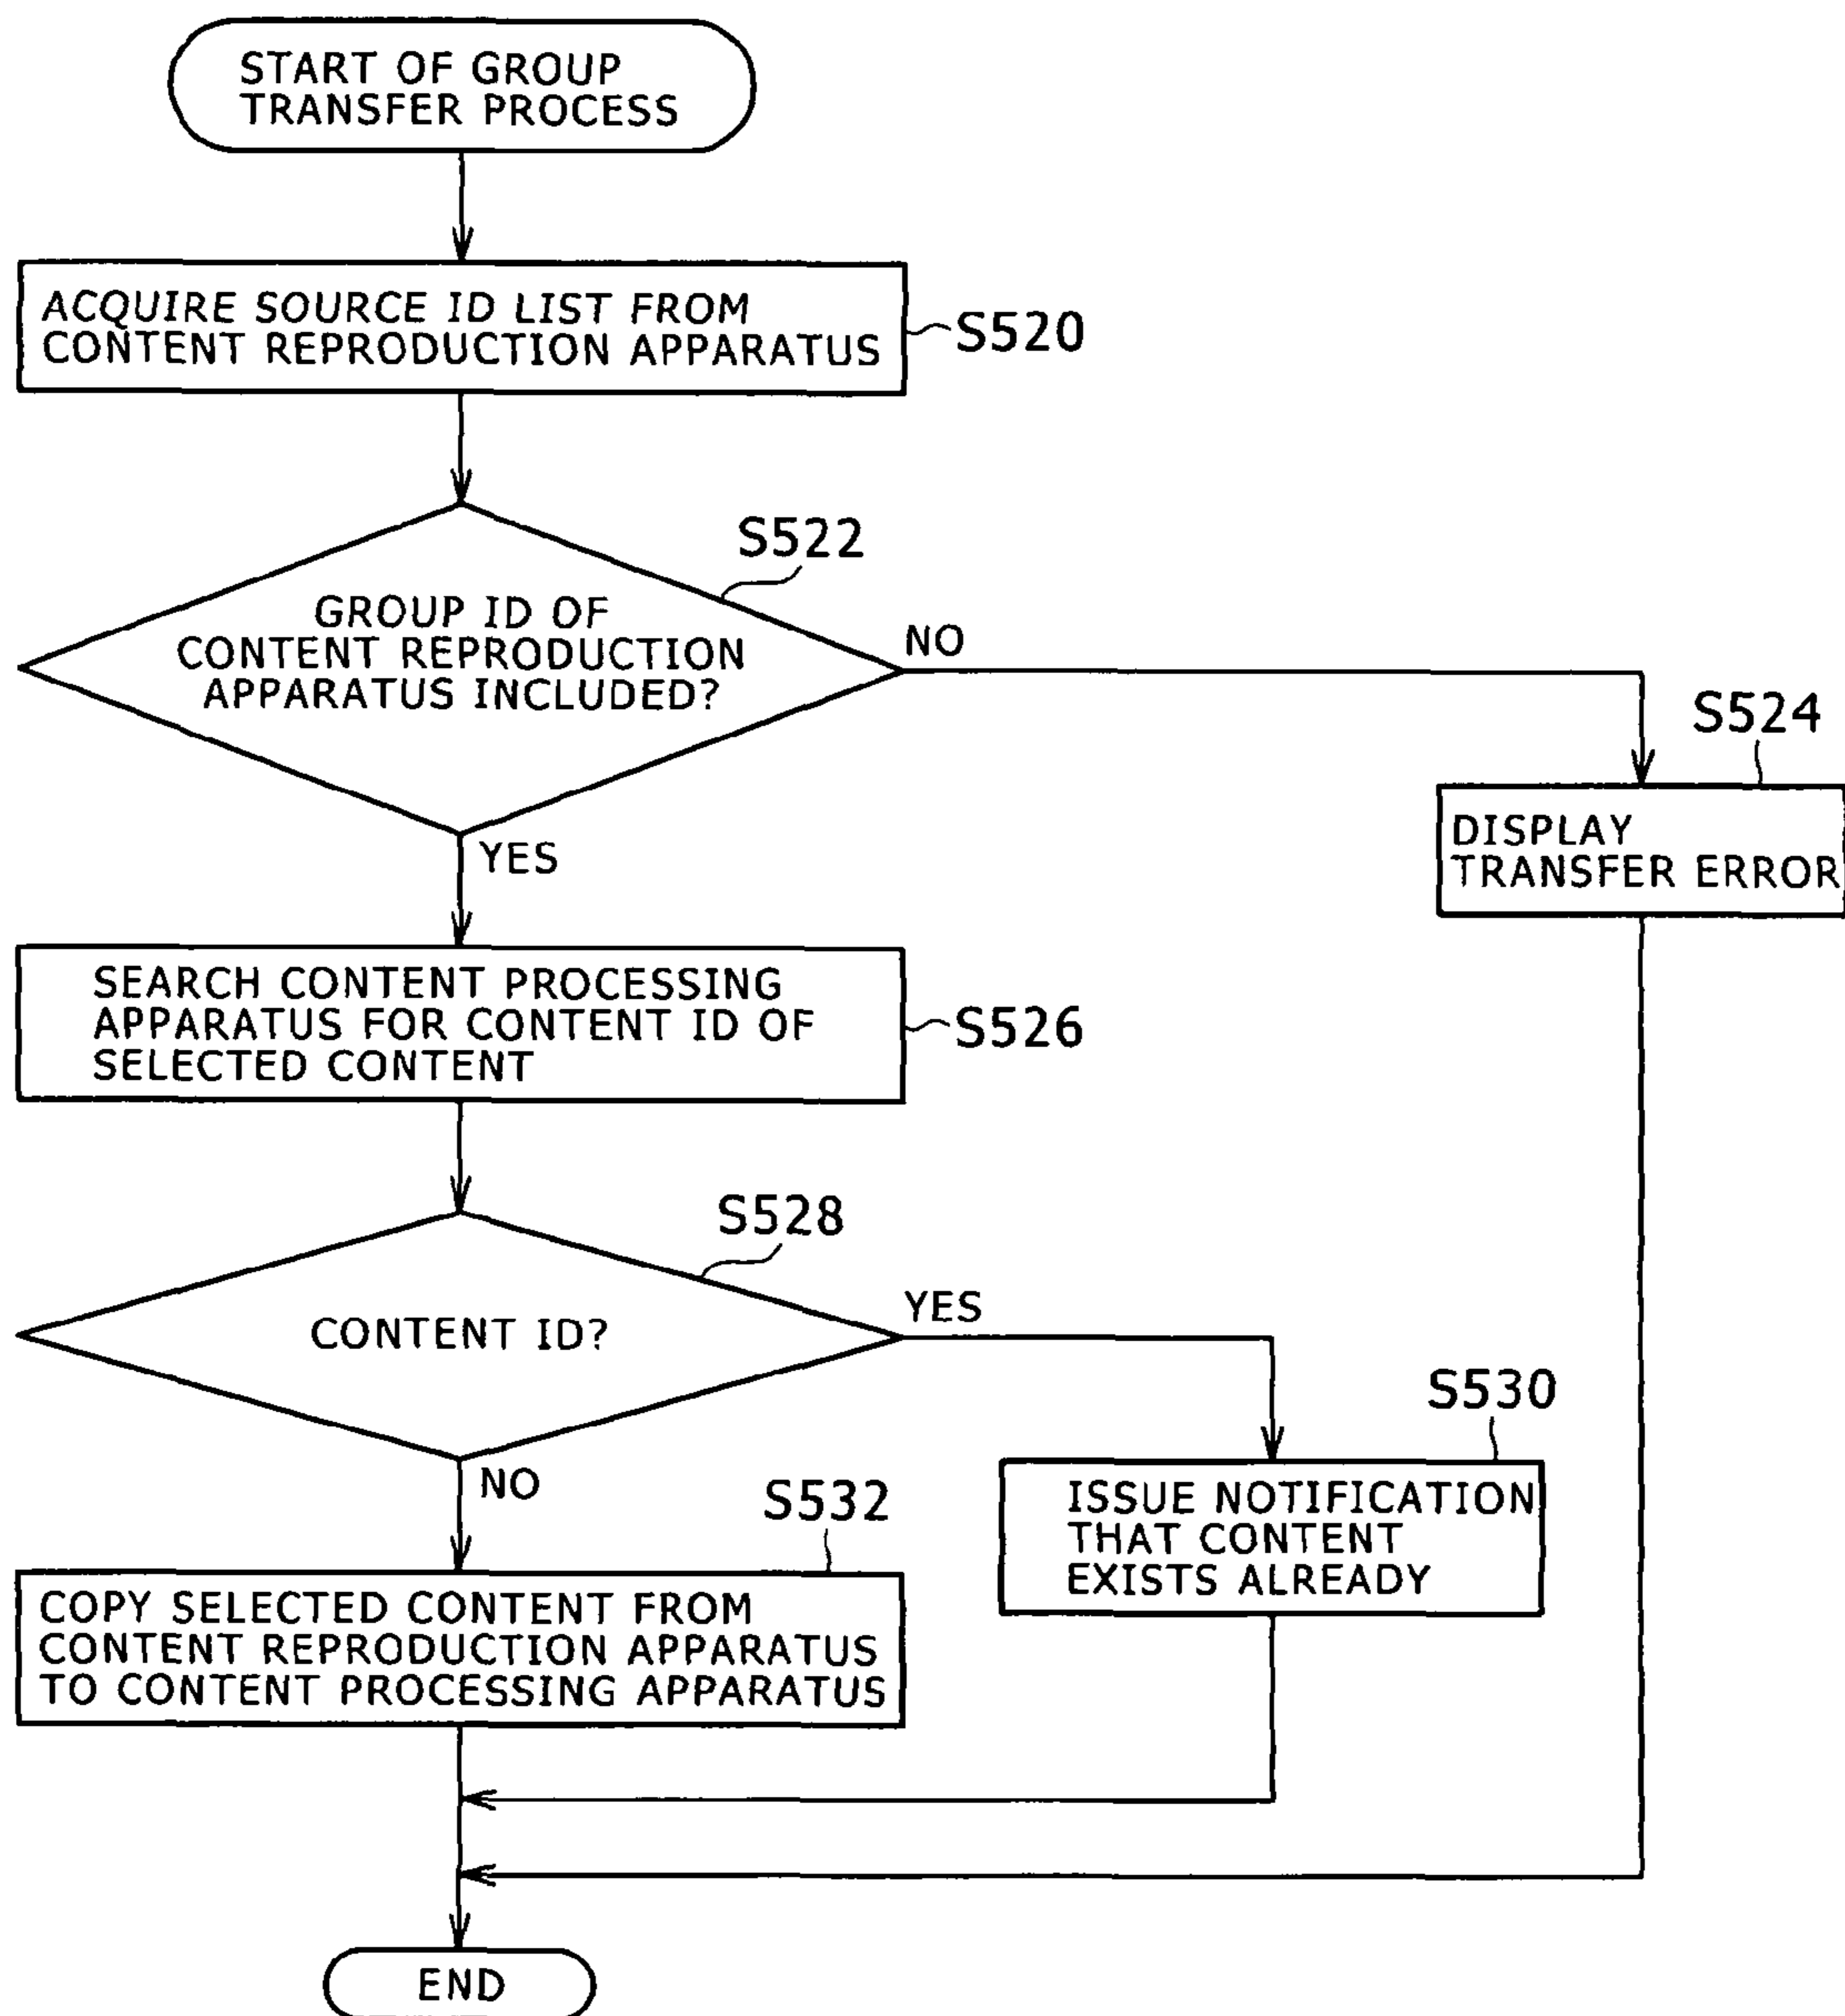 START OF GROUP
TRANSFER PROCESS
ACQUIRE SOURCE ID LIST FROM
CONTENT REPRODUCTION APPARATUS
S520
S522
GROUP ID OF
CONTENT REPRODUCTION
APPARATUS INCLUDED?
NO
S524
DISPLAY
TRANSFER ERROR
YES
SEARCH CONTENT PROCESSING
APPARATUS FOR CONTENT ID OF
SELECTED CONTENT
S526
S528
CONTENT ID?
YES
S530
ISSUE NOTIFICATION
THAT CONTENT
EXISTS ALREADY
NO
S532
COPY SELECTED CONTENT FROM
CONTENT REPRODUCTION APPARATUS
TO CONTENT PROCESSING APPARATUS
END